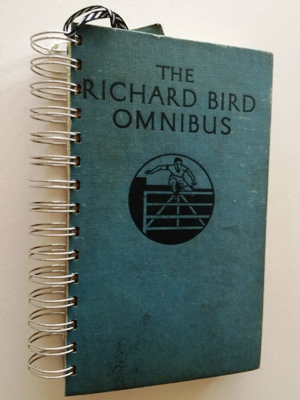 THE
RICHARD BIRD
OMNIBUS